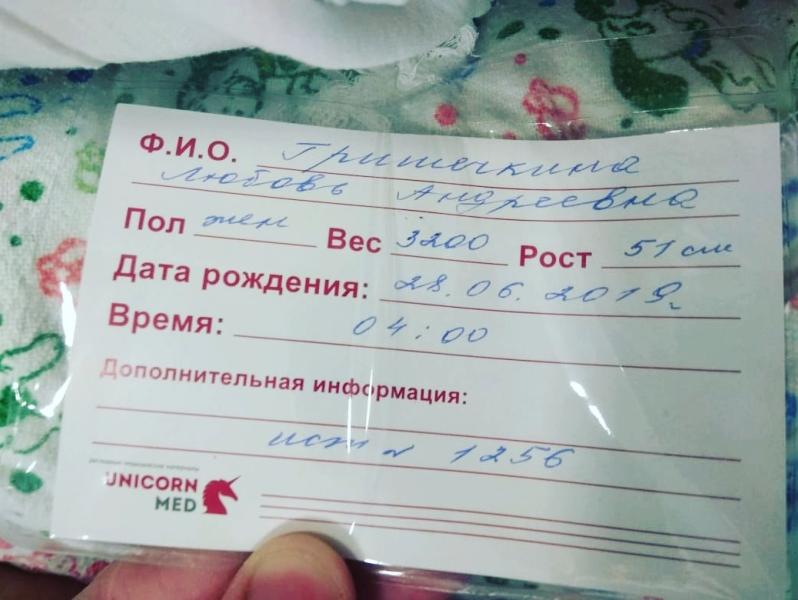 Ф.И.О. Гришечкина
Любовь Андреевна
Пол жен Вес 3200 Рост 51 см
Дата рождения: 28.06.2019г
Время: 04:00
Дополнительная информация:
ист № 1256
UNICORN
MED